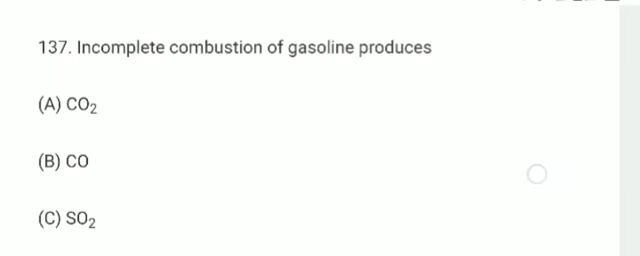 137. Incomplete combustion of gasoline produces
(A) CO₂
(B) CO
(C) SO₂